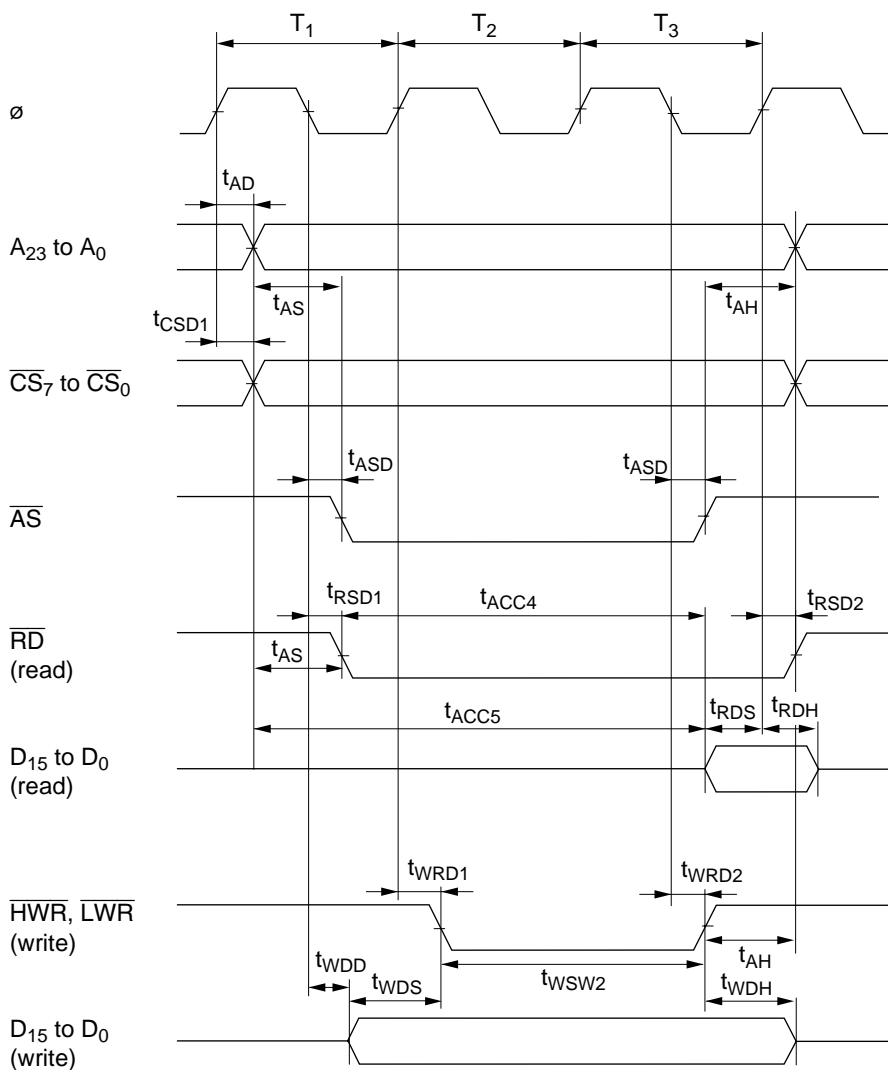 T1 T2 T3
ø
tAD
A23 to A0
tAS tAH
tCSD1
CS7 to CS0
tASD tASD
AS
tRSD1 tACC4 tRSD2
RD
(read)
tAS
tACC5 tRDS tRDH
D15 to D0
(read)
tWRD1 tWRD2
HWR, LWR
(write)
tAH
tWDD tWDS tWSW2 tWDH
D15 to D0
(write)